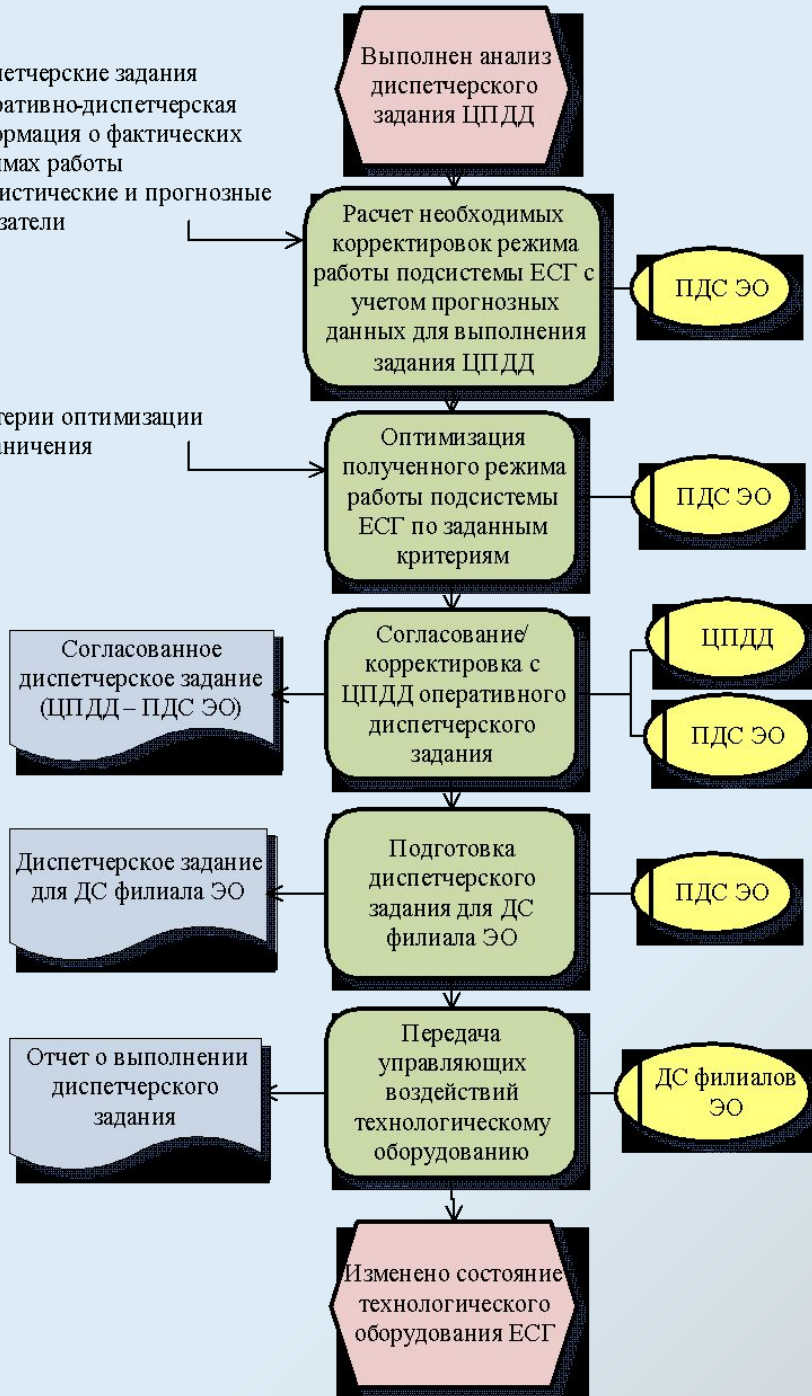 Выполнен анализ
диспетчерского
задания ЦПДД
петчерские задания
ративно-диспетчерская
ормация о фактических
имах работы
истические и прогнозные
затели
Расчет необходимых
корректировок режима
работы подсистемы ЕСГ с
учетом прогнозных
данных для выполнения
задания ЦПДД
ПДС ЭО
терии оптимизации
аничения
Оптимизация
полученного режима
работы подсистемы
ЕСГ по заданным
критериям
ПДС ЭО
Согласованное
диспетчерское задание
(ЦПДД – ПДС ЭО)
Согласование/
корректировка с
ЦПДД оперативного
диспетчерского
задания
ЦПДД
ПДС ЭО
Диспетчерское задание
для ДС филиала ЭО
Подготовка
диспетчерского
задания для ДС
филиала ЭО
ПДС ЭО
Отчет о выполнении
диспетчерского
задания
Передача
управляющих
воздействий
технологическому
оборудованию
ДС филиалов
ЭО
Изменено состояние
технологического
оборудования ЕСГ